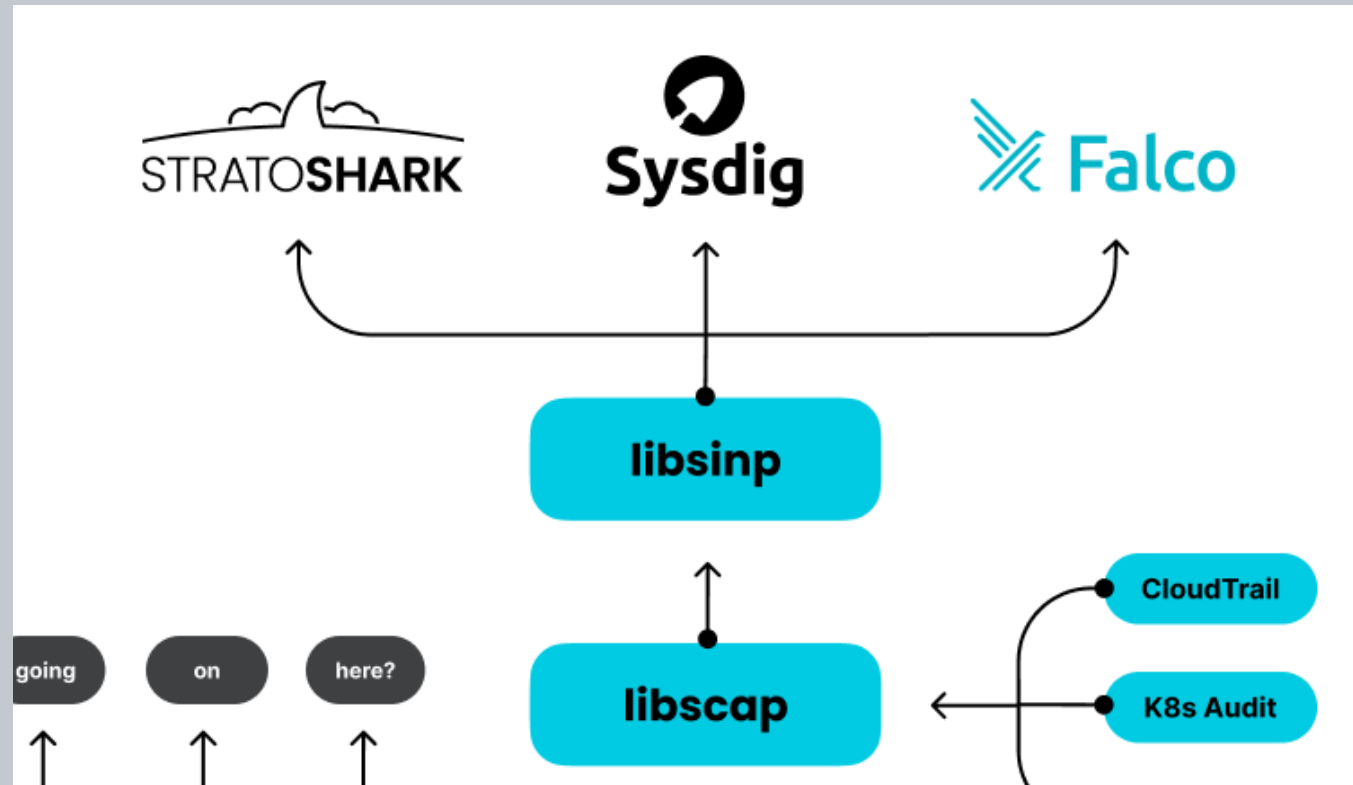 STRATOSHARK
Sysdig
Falco
libsinp
CloudTrail
going
on
here?
libscap
K8s Audit